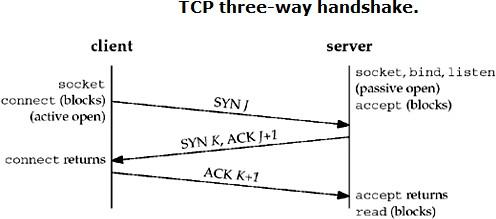 TCP three-way handshake.
client
server
socket
connect (blocks)
(active open)
socket, bind, listen
(passive open)
accept (blocks)
SYN J
SYN K, ACK J+1
connect returns
ACK K+1
accept returns
read (blocks)